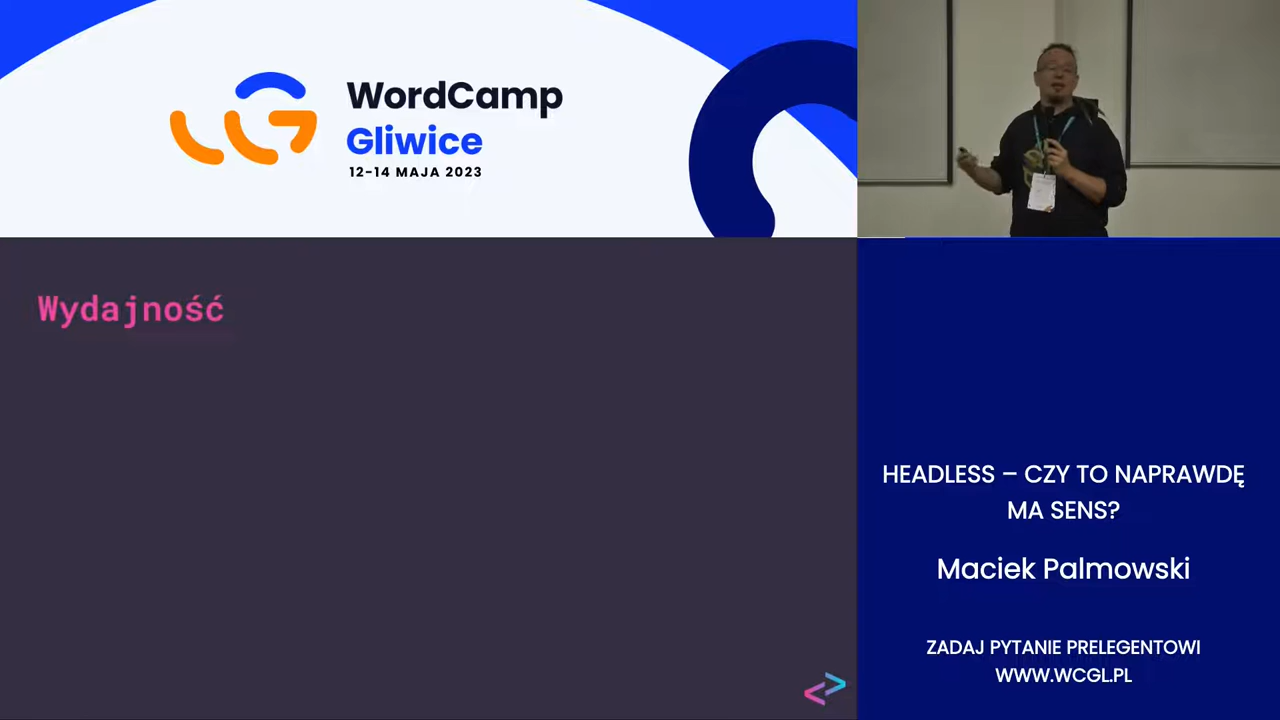 WordCamp
Gliwice
12-14 MAJA 2023
Wydajność
HEADLESS – CZY TO NAPRAWDĘ
MA SENS?
Maciek Palmowski
ZADAJ PYTANIE PRELEGENTOWI
WWW.WCGL.PL